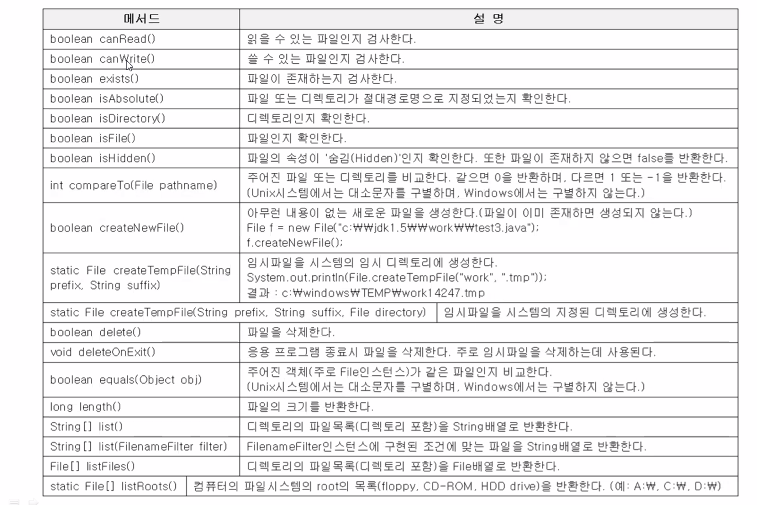 메서드 설 명
boolean canRead() 읽을 수 있는 파일인지 검사한다.
boolean canWrite() 쓸 수 있는 파일인지 검사한다.
boolean exists() 파일이 존재하는지 검사한다.
boolean isAbsolute() 파일 또는 디렉토리가 절대경로명으로 지정되었는지 확인한다.
boolean isDirectory() 디렉토리인지 확인한다.
boolean isFile() 파일인지 확인한다.
boolean isHidden() 파일의 속성이 '숨김(Hidden)'인지 확인한다. 또한 파일이 존재하지 않으면 false를 반환한다.
int compareTo(File pathname) 주어진 파일 또는 디렉토리를 비교한다. 같으면 0을 반환하며, 다르면 1 또는 -1을 반환한다.
(Unix시스템에서는 대소문자를 구별하며, Windows에서는 구별하지 않는다.)
boolean createNewFile() 아무런 내용이 없는 새로운 파일을 생성한다.(파일이 이미 존재하면 생성되지 않는다.)
File f = new File("c:₩₩jdk1.5₩₩work₩₩test3.java");
f.createNewFile();
static File createTempFile(String prefix, String suffix) 임시파일을 시스템의 임시 디렉토리에 생성한다.
System.out.println(File.createTempFile("work", ".tmp"));
결과 : c:₩windows₩TEMP₩work14247.tmp
static File createTempFile(String prefix, String suffix, File directory) 임시파일을 시스템의 지정된 디렉토리에 생성한다.
boolean delete() 파일을 삭제한다.
void deleteOnExit() 응용 프로그램 종료시 파일을 삭제한다. 주로 임시파일을 삭제하는데 사용된다.
boolean equals(Object obj) 주어진 객체(주로 File인스턴스)가 같은 파일인지 비교한다.
(Unix시스템에서는 대소문자를 구별하며, Windows에서는 구별하지 않는다.)
long length() 파일의 크기를 반환한다.
String[] list() 디렉토리의 파일목록(디렉토리 포함)을 String배열로 반환한다.
String[] list(FilenameFilter filter) FilenameFilter인스턴스에 구현된 조건에 맞는 파일을 String배열로 반환한다.
File[] listFiles() 디렉토리의 파일목록(디렉토리 포함)을 File배열로 반환한다.
static File[] listRoots() 컴퓨터의 파일시스템의 root의 목록(floppy, CD-ROM, HDD drive)을 반환한다. (예: A:₩, C:₩, D:₩)